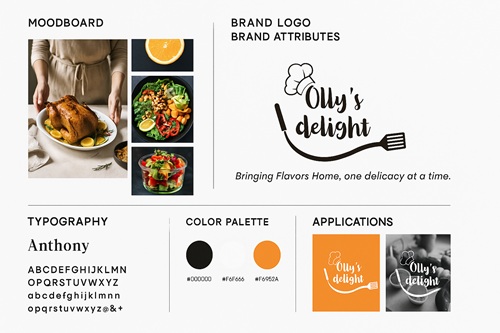 MOODBOARD
BRAND LOGO
BRAND ATTRIBUTES
Olly's
delight
Bringing Flavors Home, one delicacy at a time.
TYPOGRAPHY
Anthony
ABCDEFGHIJKLMN
OPQRSTUVWXYZ
abcdefghijklmnn
opqrstuvwxyz@&+
COLOR PALETTE
#000000 #F6F666 #F6952A
APPLICATIONS
Olly's
delight
Olly's
delight